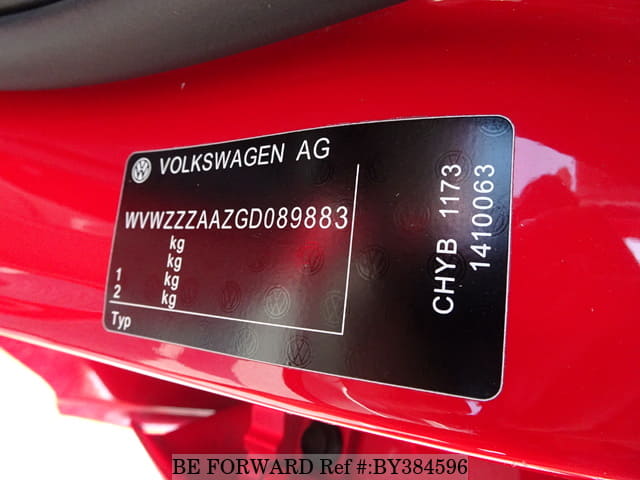 VOLKSWAGEN AG
WVWZZZAAZGD089883
kg
kg
1 kg
2 kg
Typ
CHYB 1173
1410063
BE FORWARD Ref #:BY384596